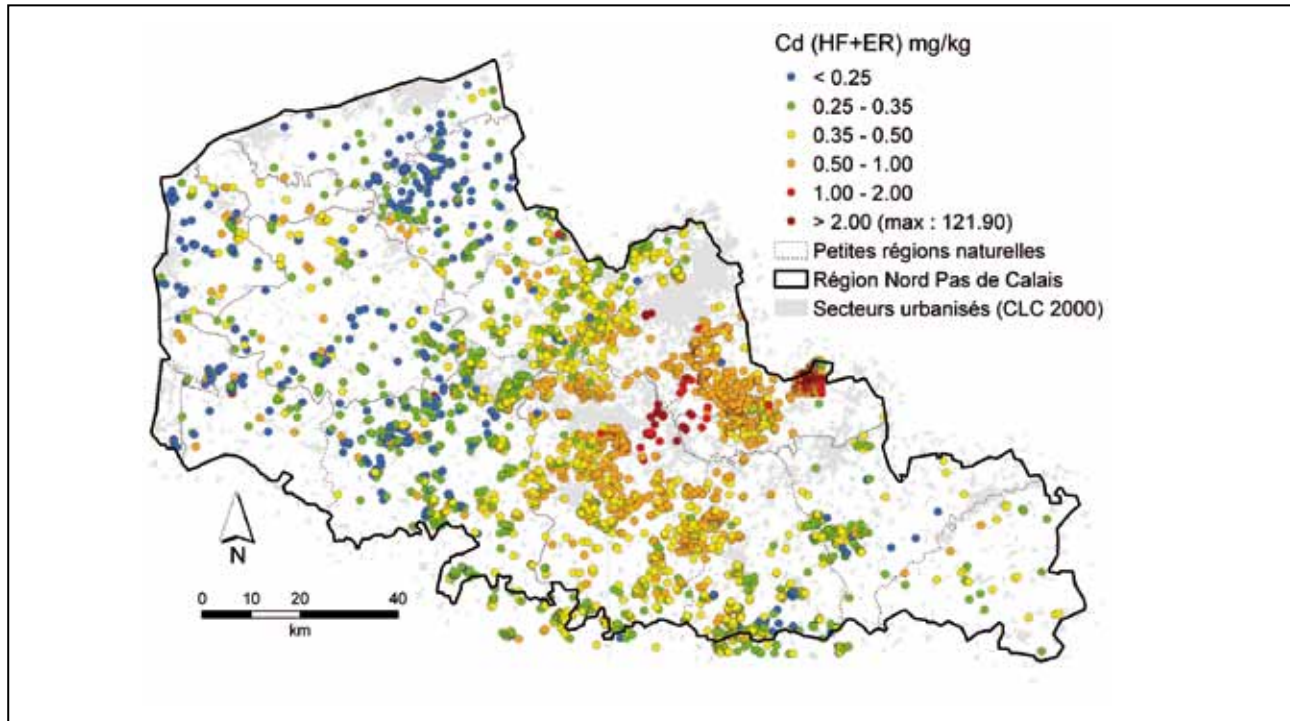 Cd (HF+ER) mg/kg
< 0.25
0.25 - 0.35
0.35 - 0.50
0.50 - 1.00
1.00 - 2.00
> 2.00 (max : 121.90)
Petites régions naturelles
Région Nord Pas de Calais
Secteurs urbanisés (CLC 2000)
N
0 10 20 40
km